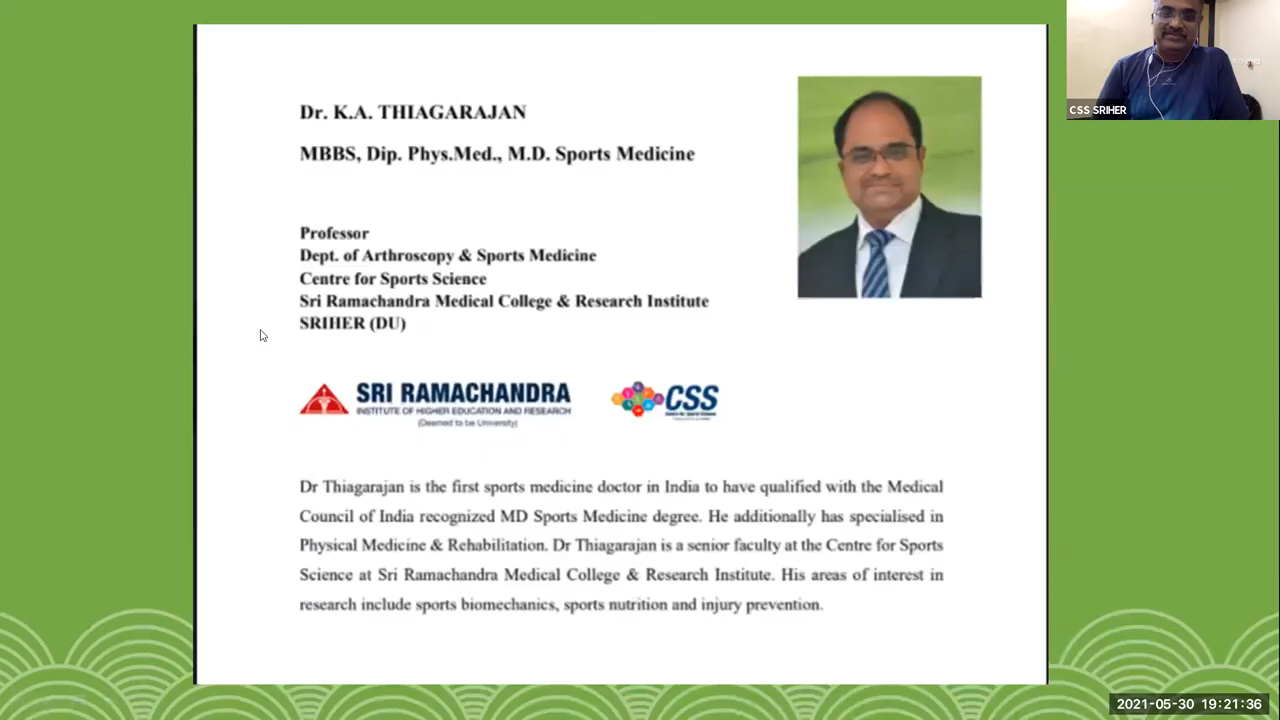 Dr. K.A. THIAGARAJAN
MBBS, Dip. Phys.Med., M.D. Sports Medicine
Professor
Dept. of Arthroscopy & Sports Medicine
Centre for Sports Science
Sri Ramachandra Medical College & Research Institute
SRIHER (DU)
SRI RAMACHANDRA
INSTITUTE OF HIGHER EDUCATION AND RESEARCH
(Deemed to be University)
CSS
Centre for Sports Science
Dr Thiagarajan is the first sports medicine doctor in India to have qualified with the Medical
Council of India recognized MD Sports Medicine degree. He additionally has specialised in
Physical Medicine & Rehabilitation. Dr Thiagarajan is a senior faculty at the Centre for Sports
Science at Sri Ramachandra Medical College & Research Institute. His areas of interest in
research include sports biomechanics, sports nutrition and injury prevention.
CSS SRIHER
2021-05-30 19:21:36